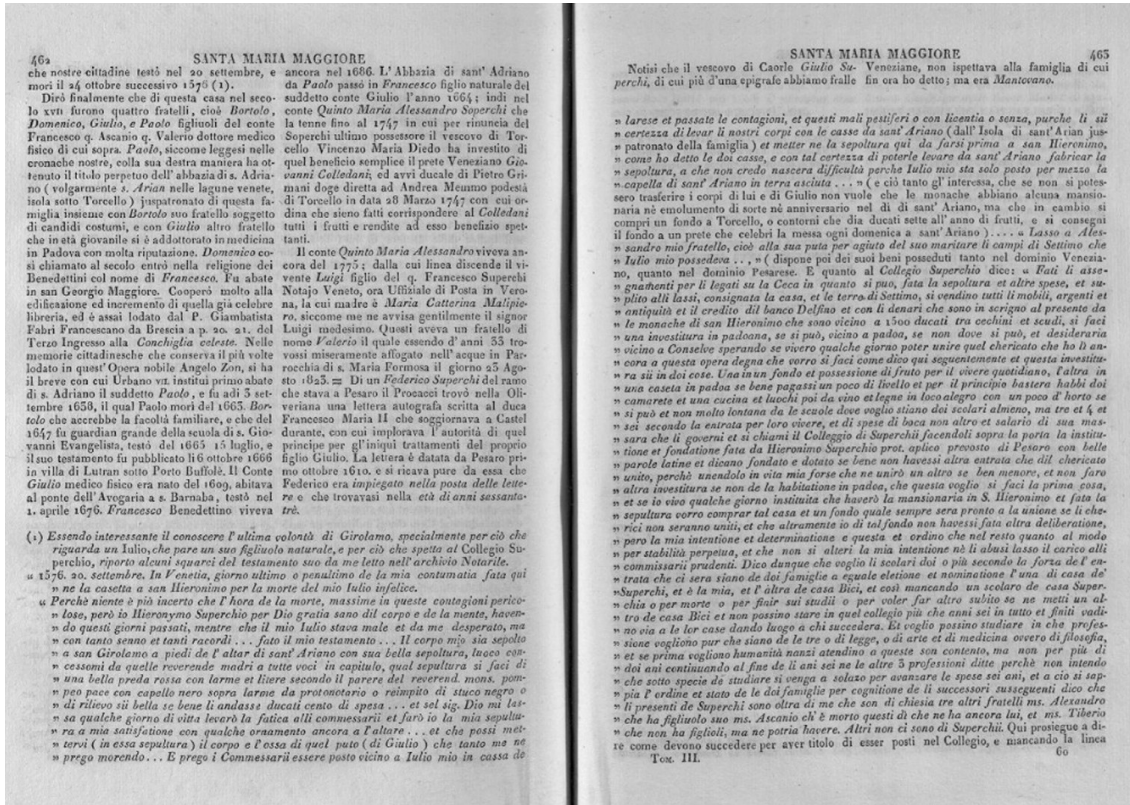 462
SANTA MARIA MAGGIORE
che nostre cittadine testò nel 20 settembre, e
morì il 24 ottobre successivo 1576 (1).
Dirò finalmente che di questa casa nel seco-
lo XVII furono quattro fratelli, cioè Bortolo,
Domenico, Giulio, e Paolo figliuoli del conte
Francesco q. Ascanio q. Valerio dottore medico
fisico di cui sopra. Paolo, siccome leggesi nelle
cronache nostre, colla sua destra maniera ha ot-
tenuto il titolo perpetuo dell'abbazia di s. Adria-
no (volgarmente s. Arian nelle lagune venete,
isola sotto Torcello) juspatronato di questa fa-
miglia insieme con Bortolo suo fratello soggetto
di candidi costumi, e con Giulio altro fratello
che in età giovanile si è addottorato in medicina
in Padova con molta riputazione. Domenico co-
sì chiamato al secolo entrò nella religione dei
Benedettini col nome di Francesco. Fu abate
in san Georgio Maggiore. Cooperò molto alla
edificazione ed incremento di quella già celebre
libreria, ed è assai lodato dal P. Giambatista
Fabri Francescano da Brescia a p. 20. 21. del
Terzo Ingresso alla Conchiglia celeste. Nelle
memorie cittadinesche che conserva il più volte
lodato in quest'Opera nobile Angelo Zon, si ha
il breve con cui Urbano VII. instituì primo abate
di s. Adriano il suddetto Paolo, e fu adì 3 set-
tembre 1638, il qual Paolo morì del 1663. Bor-
tolo che accrebbe la facoltà familiare, e che del
1647 fu guardian grande della scuola di s. Gio-
vanni Evangelista, testò del 1665 15 luglio, e
il suo testamento fu pubblicato li 6 ottobre 1666
in villa di Lutran sotto Porto Buffolè. Il Conte
Giulio medico fisico era nato del 1609, abitava
al ponte dell'Avogaria a s. Barnaba, testò nel
1. aprile 1676. Francesco Benedettino viveva
ancora nel 1686. L'Abbazia di sant'Adriano
da Paolo passò in Francesco figlio naturale del
suddetto conte Giulio l'anno 1664; indi nel
conte Quinto Maria Alessandro Soperchi che
la tenne fino al 1747 in cui per rinuncia del
Soperchi ultimo possessore il vescovo di Tor-
cello Vincenzo Maria Diedo ha investito di
quel beneficio semplice il prete Veneziano Gio-
vanni Colledani; ed avvi ducale di Pietro Gri-
mani doge diretta ad Andrea Memmo podestà
di Torcello in data 28 Marzo 1747 con cui or-
dina che sieno fatti corrispondere al Colledani
tutti i frutti e rendite ad esso benefizio spet-
tanti.
Il conte Quinto Maria Alessandro viveva an-
cora del 1775; dalla cui linea discende il vi-
vente Luigi figlio del q. Francesco Superchi
Notajo Veneto, ora Uffiziale di Posta in Vero-
na, la cui madre è Maria Catterina Malipie-
ro, siccome me ne avvisa gentilmente il signor
Luigi medesimo. Questi aveva un fratello di
nome Valerio il quale essendo d'anni 33 tro-
vossi miseramente affogato nell'acque in Par-
rocchia di s. Maria Formosa il giorno 23 Ago-
sto 1823. = Di un Federico Superchi del ramo
che stava a Pesaro il Procacci trovò nella Oli-
veriana una lettera autografa scritta al duca
Francesco Maria II che soggiornava a Castel
durante, con cui implorava l'autorità di quel
principe per gl'iniqui trattamenti del proprio
figlio Giulio. La lettera è datata da Pesaro pri-
mo ottobre 1610. e si ricava pure da essa che
Federico era impiegato nella posta delle lette-
re e che trovavasi nella età di anni sessanta-
trè.
(1) Essendo interessante il conoscere l'ultima volontà di Girolamo, specialmente per ciò che
riguarda un Iulio, che pare un suo figliuolo naturale, e per ciò che spetta al Collegio Su-
perchio, riporto alcuni squarci del testamento suo da me letto nell'archivio Notarile.
« 1576. 20. settembre. In Venetia, giorno ultimo o penultimo de la mia contumatia fata qui
» ne la casetta a san Hieronimo per la morte del mio Iulio infelice.
« Perchè niente è più incerto che l'hora de la morte, massime in queste contegioni perico-
» lose, però io Hieronymo Superchio per Dio gratia sano dil corpo e de la mente, haven-
» do questi giorni passati, mentre che il mio Iulio stava male et da me desperato, ma
» con tanto senno et tanti racordi ... fato il mio testamento ... Il corpo mjo sia sepolto
» a san Girolamo a piedi de l'altar di sant'Ariano con sua bella sepoltura, luoco con-
» cessomi da quelle reverende madri a tutte voci in capitulo, qual sepultura si faci di
» una bella preda rossa con larme et litere secondo il parere del reverend. mons. pom-
» peo pace con capello nero sopra larme da protonotario o reimpito di stuco negro o
» di rilievo sii bella se bene li andasse ducati cento di spesa ... et sel sig. Dio mi las-
» sa qualche giorno di vitta leverò la fatica alli commessarii et farò io la mia sepultu-
» ra a mia satisfatione con qualche ornamento ancora a l'altare ... et che possi met-
» tervi (in essa sepultura) il corpo e l'ossa di quel puto (di Giulio) che tanto me ne
» prego morendo... E prego i Commessarii essere posto vicino a Iulio mio in cassa de
SANTA MARIA MAGGIORE
463
Notisi che il vescovo di Caorle Giulio Su- Veneziane, non ispettava alla famiglia di cui
perchi, di cui più d'una epigrafe abbiamo fralle fin ora ho detto; ma era Mantovano.
» larese et passate le contagioni, et questi mali pestiferi o con licentia o senza, purche li sii
» certezza di levar li nostri corpi con le casse da sant'Ariano (dall'Isola di sant'Arian jus-
» patronato della famiglia) et metter ne la sepoltura qui da farsi prima a san Hieronimo,
» come ho detto le doi casse, e con tal certezza di poterle levare da sant'Ariano fabricar la
» sepoltura, a che non credo nascera difficultà perche Iulio mio sta solo posto per mezzo la
» capella di sant'Ariano in terra asciuta ... » (e ciò tanto gl'interessa, che se non si potes-
sero trasferire i corpi di lui e di Giulio non vuole che le monache abbiano alcuna mansio-
naria nè emolumento di sorte nè anniversario nel dì di sant'Ariano, ma che in cambio si
compri un fondo a Torcello, o contorni che dia ducati sette all'anno di frutti, e si consegni
il fondo a un prete che celebri la messa ogni domenica a sant'Ariano).... « Lasso a Ales-
» sandro mio fratello, cioè alla sua puta per agiuto del suo maritare li campi di Settimo che
» Iulio mio possedeva .., » (dispone poi dei suoi beni posseduti tanto nel dominio Venezia-
no, quanto nel dominio Pesarese. E quanto al Collegio Superchio dice: « Fati li asse-
» gnamenti per li legati su la Ceca in quanto si puo, fata la sepoltura et altre spese, et su-
» plito alli lassi, consignata la casa, et le terre di Settimo, si vendino tutti li mobili, argenti et
» antiquità et il credito dil banco Delfino et con li denari che sono in scrigno al presente da
» le monache di san Hieronimo che sono vicino a 1500 ducati tra cechini et scudi, si faci
» una investitura in padoana, se si può, vicino a padoa, se non dove si può, et desideraria
» vicino a Conselve sperando se vivero qualche giorno poter unire quel chericato che ho lì an-
» cora a questa opera degna che vorro si faci come dico qui seguentemente et questa investitu-
» ra sii in doi cose. Una in un fondo et possessione di fruto per il vivere quotidiano, l'altra in
» una caseta in padoa se bene pagassi un poco di livello et per il principio bastera habbi doi
» camarete et una cucina et luochi poi da vino et legne in loco alegro con un poco d'horto se
» si può et non molto lontana da le scuole dove voglio stiano doi scolari almeno, ma tre et 4 et
» sei secondo la entrata per loro vivere, et di spese di boca non altro et salario di sua mas-
» sara che li governi et si chiami il Colleggio di Superchii facendoli sopra la porta la institu-
» tione et fondatione fata da Hieronimo Superchio prot. aplico prevosto di Pesaro con belle
» parole latine et dicano fondato e dotato se bene non havessi altra entrata che dil chericato
» unito, perchè unendolo in vita mia forse che ne unirò un altro se ben menore, et non faro
» altra investitura se non de la habitatione in padoa, che questa voglio si faci la prima cosa,
» et se io vivo qualche giorno instituita che haverò la mansionaria in S. Hieronimo et fata la
» sepultura vorro comprar tal casa et un fondo quale sempre sera pronto a la unione se li che-
» rici non seranno uniti, et che altramente io di tal fondo non havessi fata altra deliberatione,
» pero la mia intentione et determinatione e questa et ordino che nel resto quanto al modo
» per stabilità perpetua, et che non si alteri la mia intentione nè li abusi lasso il carico alli
» commissarii prudenti. Dico dunque che voglio li scolari doi o più secondo la forza de l'en-
» trata che ci sera siano de doi famiglie a eguale eletione et nominatione l'una di casa de'
» Superchi, et è la mia, et l'altra de casa Bici, et così mancando un scolaro de casa Super-
» chia o per morte o per finir sui studii o per voler far altro subito se ne metti un al-
» tro de casa Bici et non possino stare in quel collegio più che anni sei in tutto et finiti vadi-
» no via a le lor case dando luogo a chi succedera. Et voglio possino studiare in che profes-
» sione vogliono pur che siano de le tre o di legge, o di arte et di medicina ovvero di filosofia,
» et se prima vogliono humanità nanzi atendino a queste son contento, ma non per più di
» doi ani continuando al fine de li ani sei ne le altre 3 professioni ditte perchè non intendo
» che sotto specie de studiare si venga a solazo per avanzare le spese sei ani, et a cio si sap-
» pia l'ordine et stato de le doi famiglie per cognitione de li successori susseguenti dico che
» li presenti de Superchi sono oltra di me che son di chiesia tre altri fratelli ms. Alexandro
» che ha figliuolo suo ms. Ascanio ch'è morto questi dì che ne ha ancora lui, et ms. Tiberio
» che non ha figlioli, ma ne potria havere. Altri non ci sono di Superchii. Qui prosiegue a di-
re come devono succedere per aver titolo di esser posti nel Collegio, e mancando la linea
Tom. III.
60